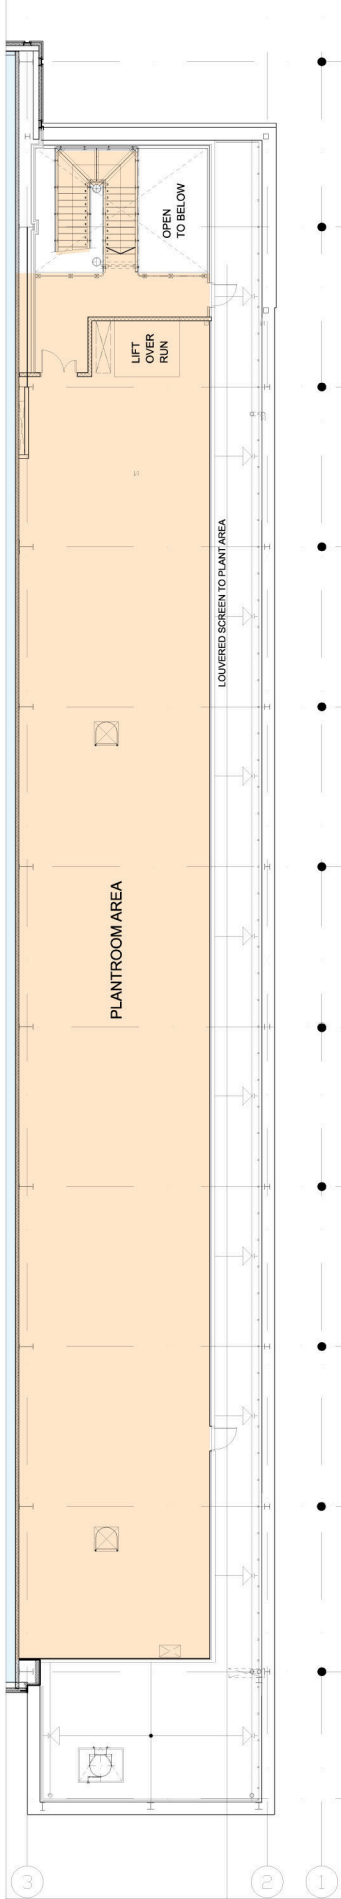 OPEN
TO BELOW
LIFT
OVER
RUN
LOUVERED SCREEN TO PLANT AREA
PLANTROOM AREA
3
2
1